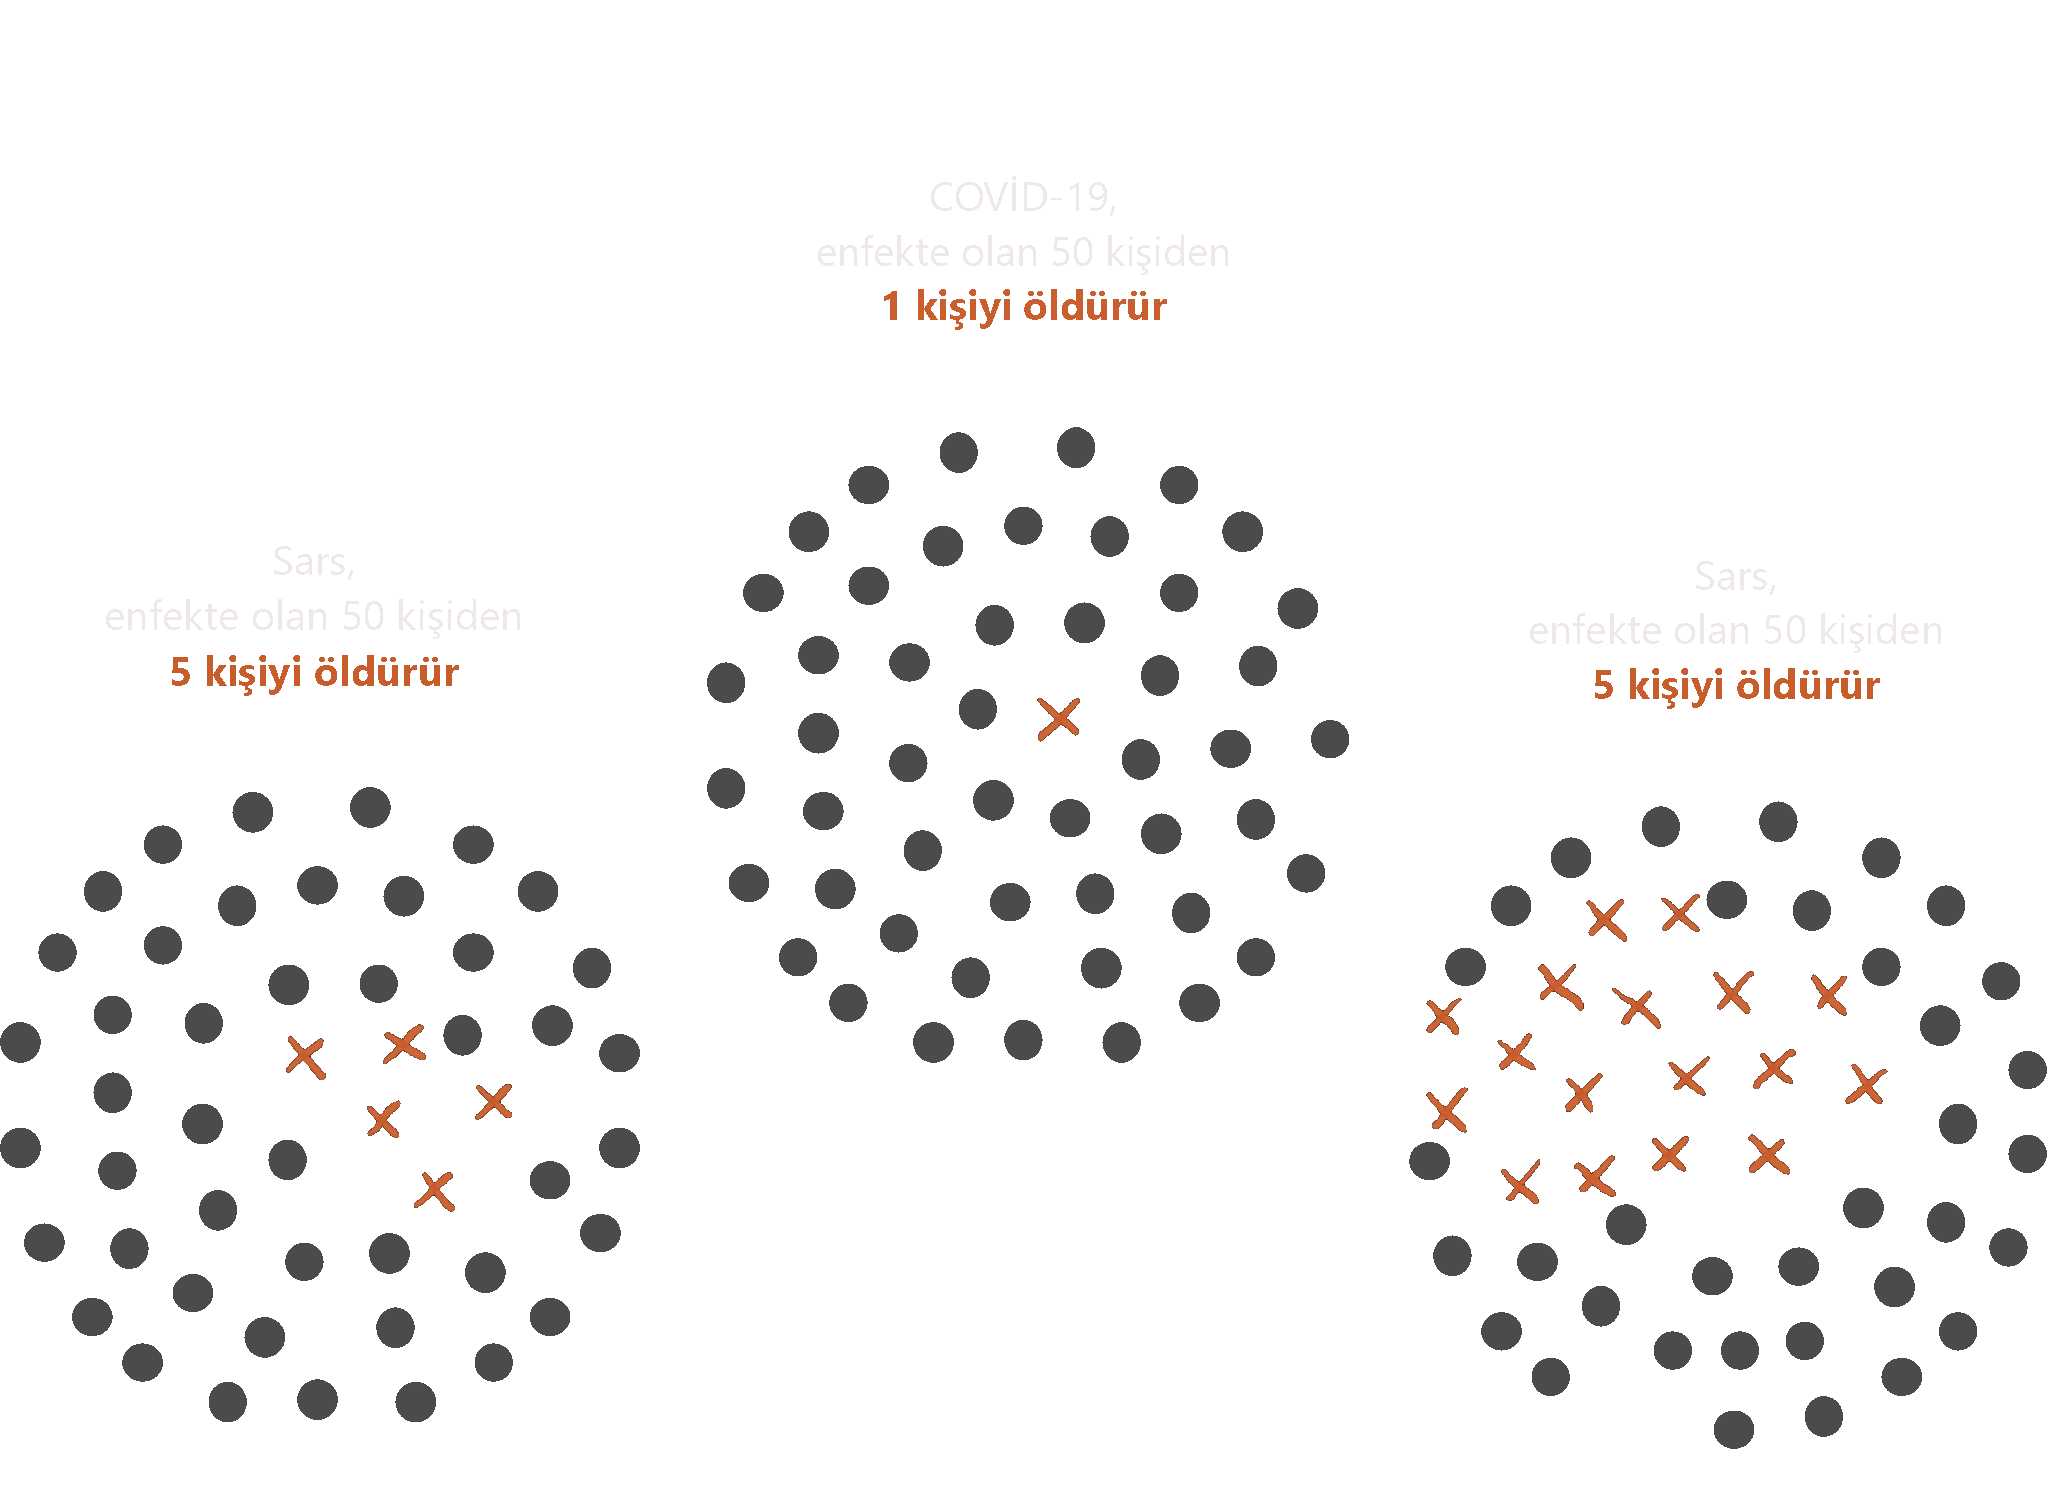 COVİD-19,
enfekte olan 50 kişiden
1 kişiyi öldürür
Sars,
enfekte olan 50 kişiden
5 kişiyi öldürür
Sars,
enfekte olan 50 kişiden
5 kişiyi öldürür